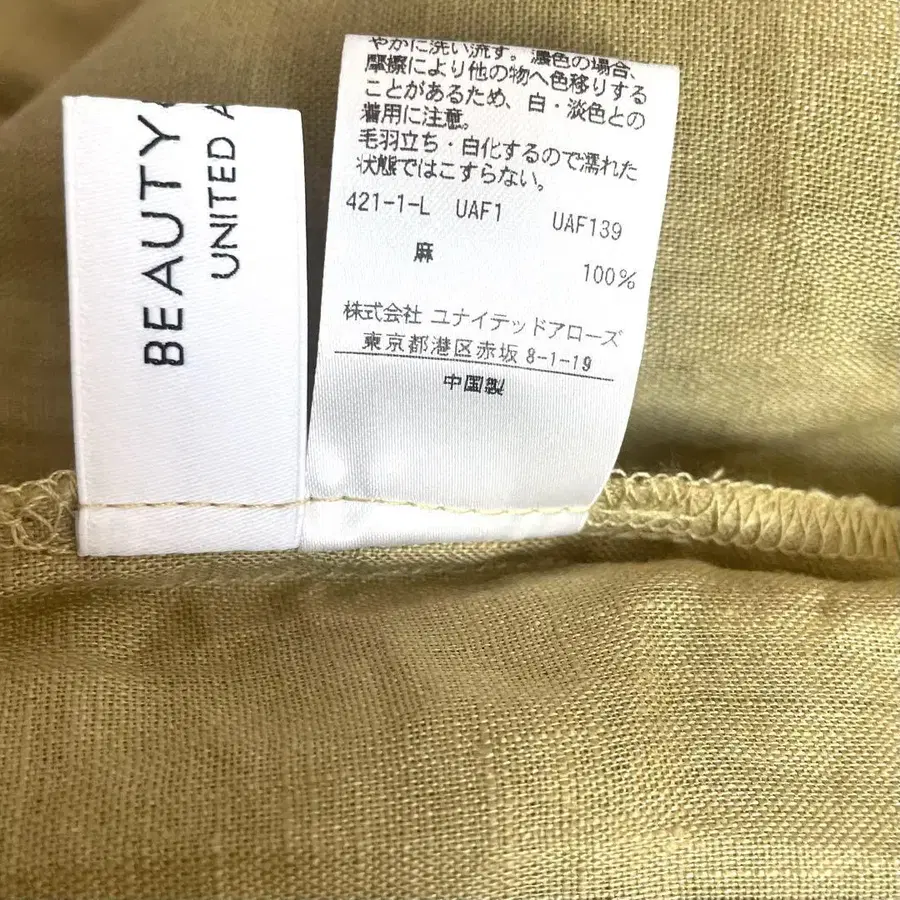 BEAUTY&
UNITED A
やかに洗い流す。濃色の場合、
摩擦により他の物へ色移りする
ことがあるため、白・淡色との
着用に注意。
毛羽立ち・白化するので濡れた
状態ではこすらない。
421-1-L UAF1 UAF139
麻 100%
株式会社 ユナイテッドアローズ
東京都港区赤坂 8-1-19
中国製